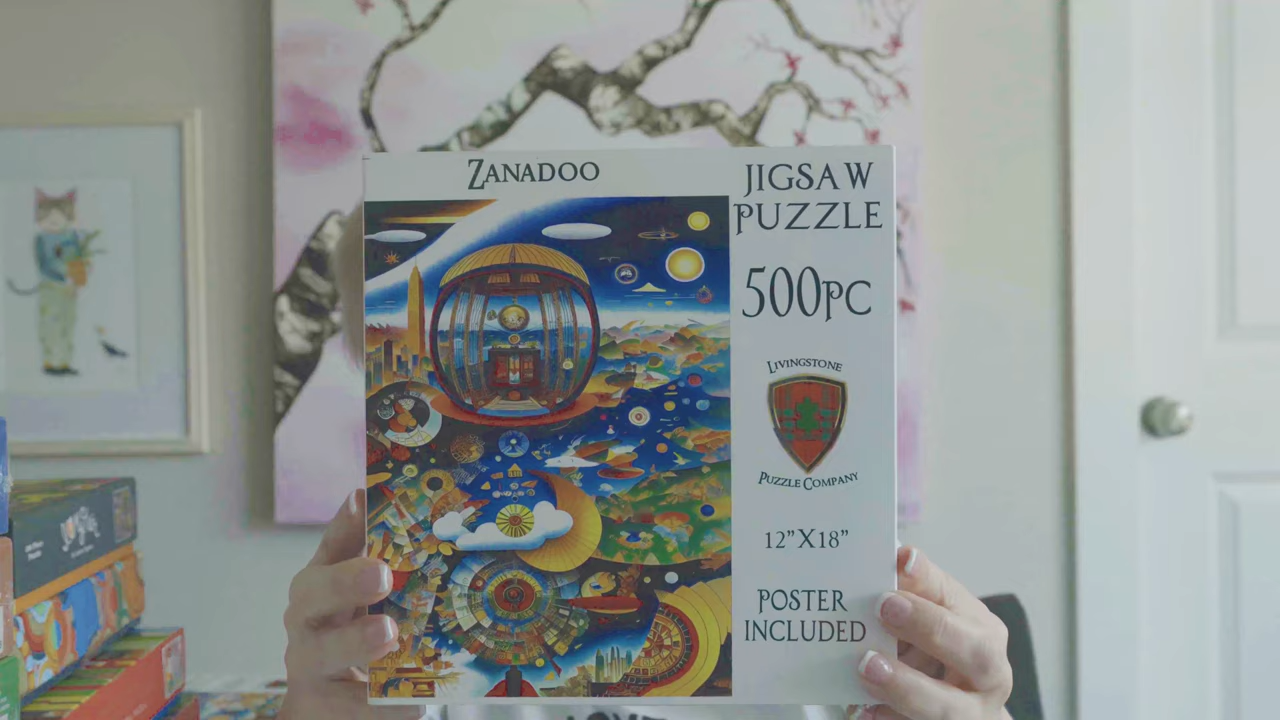 ZANADOO
JIGSAW
PUZZLE
500PC
LIVINGSTONE
PUZZLE COMPANY
12”X18”
POSTER
INCLUDED